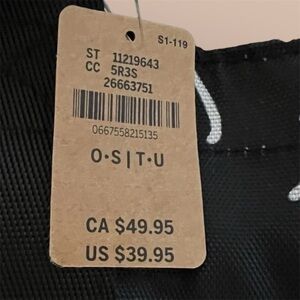 S1-119
ST 11219643
CC 5R3S
26663751
0667558215135
O•S|T•U
CA $49.95
US $39.95